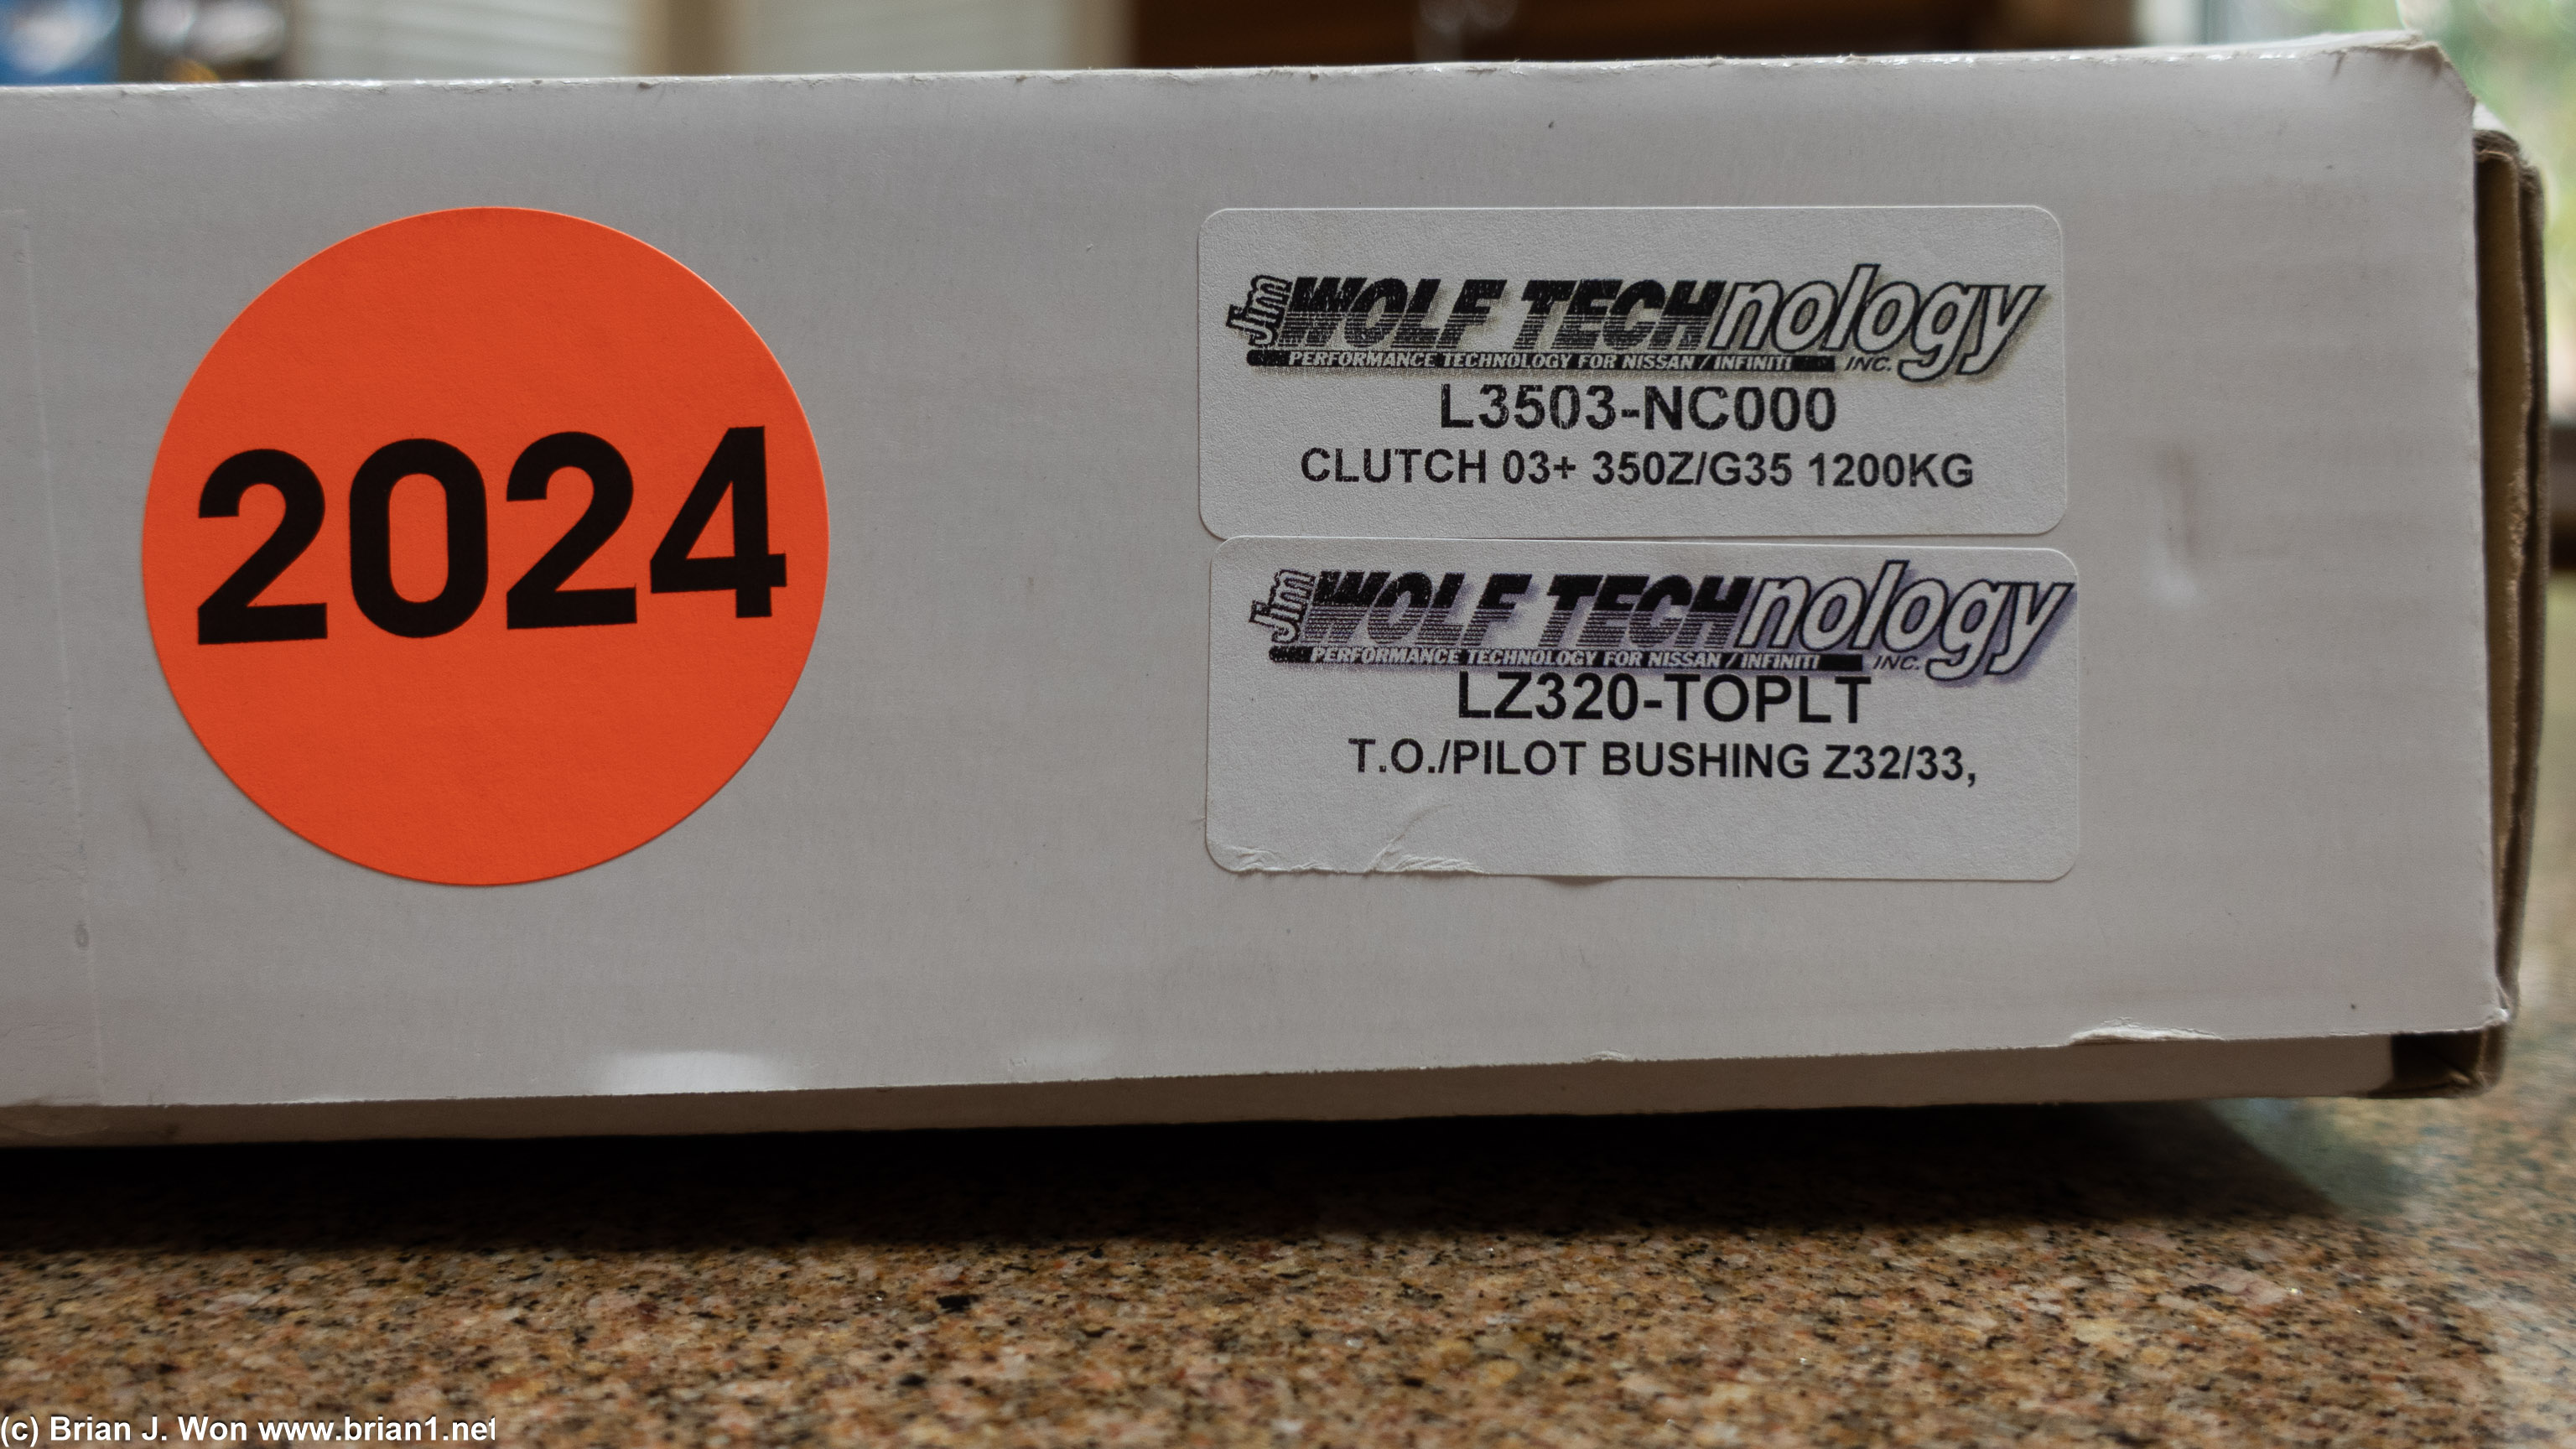 2024
Jim WOLF TECHnology INC.
PERFORMANCE TECHNOLOGY FOR NISSAN / INFINITI
L3503-NC000
CLUTCH 03+ 350Z/G35 1200KG
Jim WOLF TECHnology INC.
PERFORMANCE TECHNOLOGY FOR NISSAN / INFINITI
LZ320-TOPLT
T.O./PILOT BUSHING Z32/33,
(c) Brian J. Won www.brian1.net